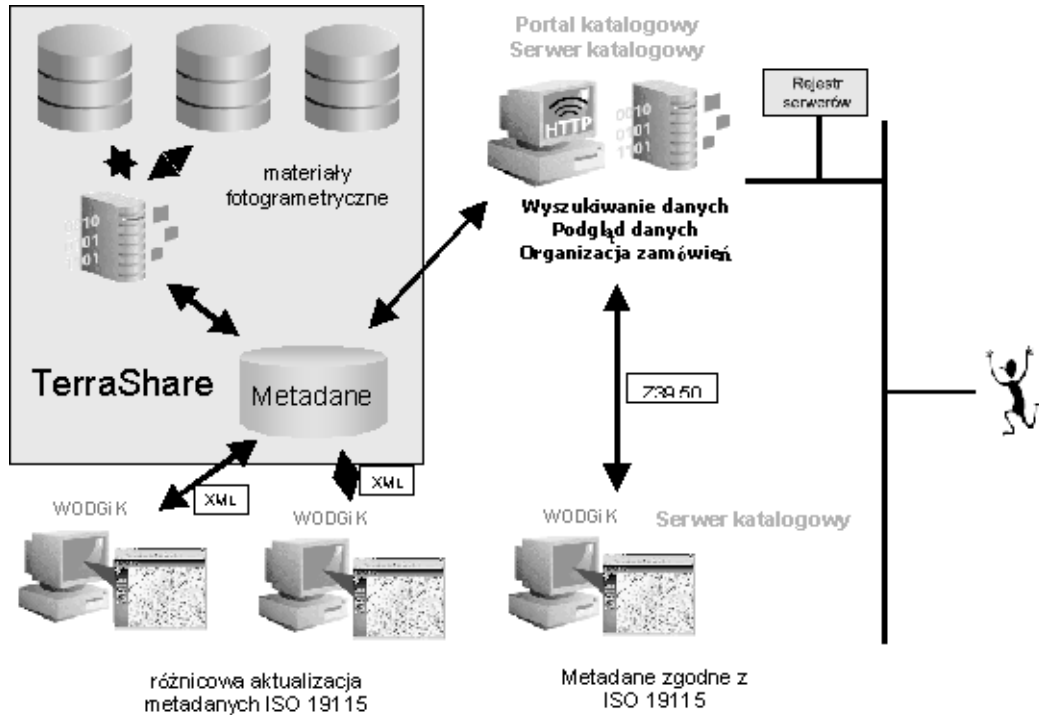 Portal katalogowy
Serwer katalogowy
Rejestr
serwerów
HTTP
0010
0101
1101
materiały
fotogrametryczne
Wyszukiwanie danych
Podgląd danych
Organizacja zamówień
TerraShare
Metadane
Z39.50
XML
XML
WODGiK
WODGiK
WODGiK
Serwer katalogowy
różnicowa aktualizacja
metadanych ISO 19115
Metadane zgodne z
ISO 19115